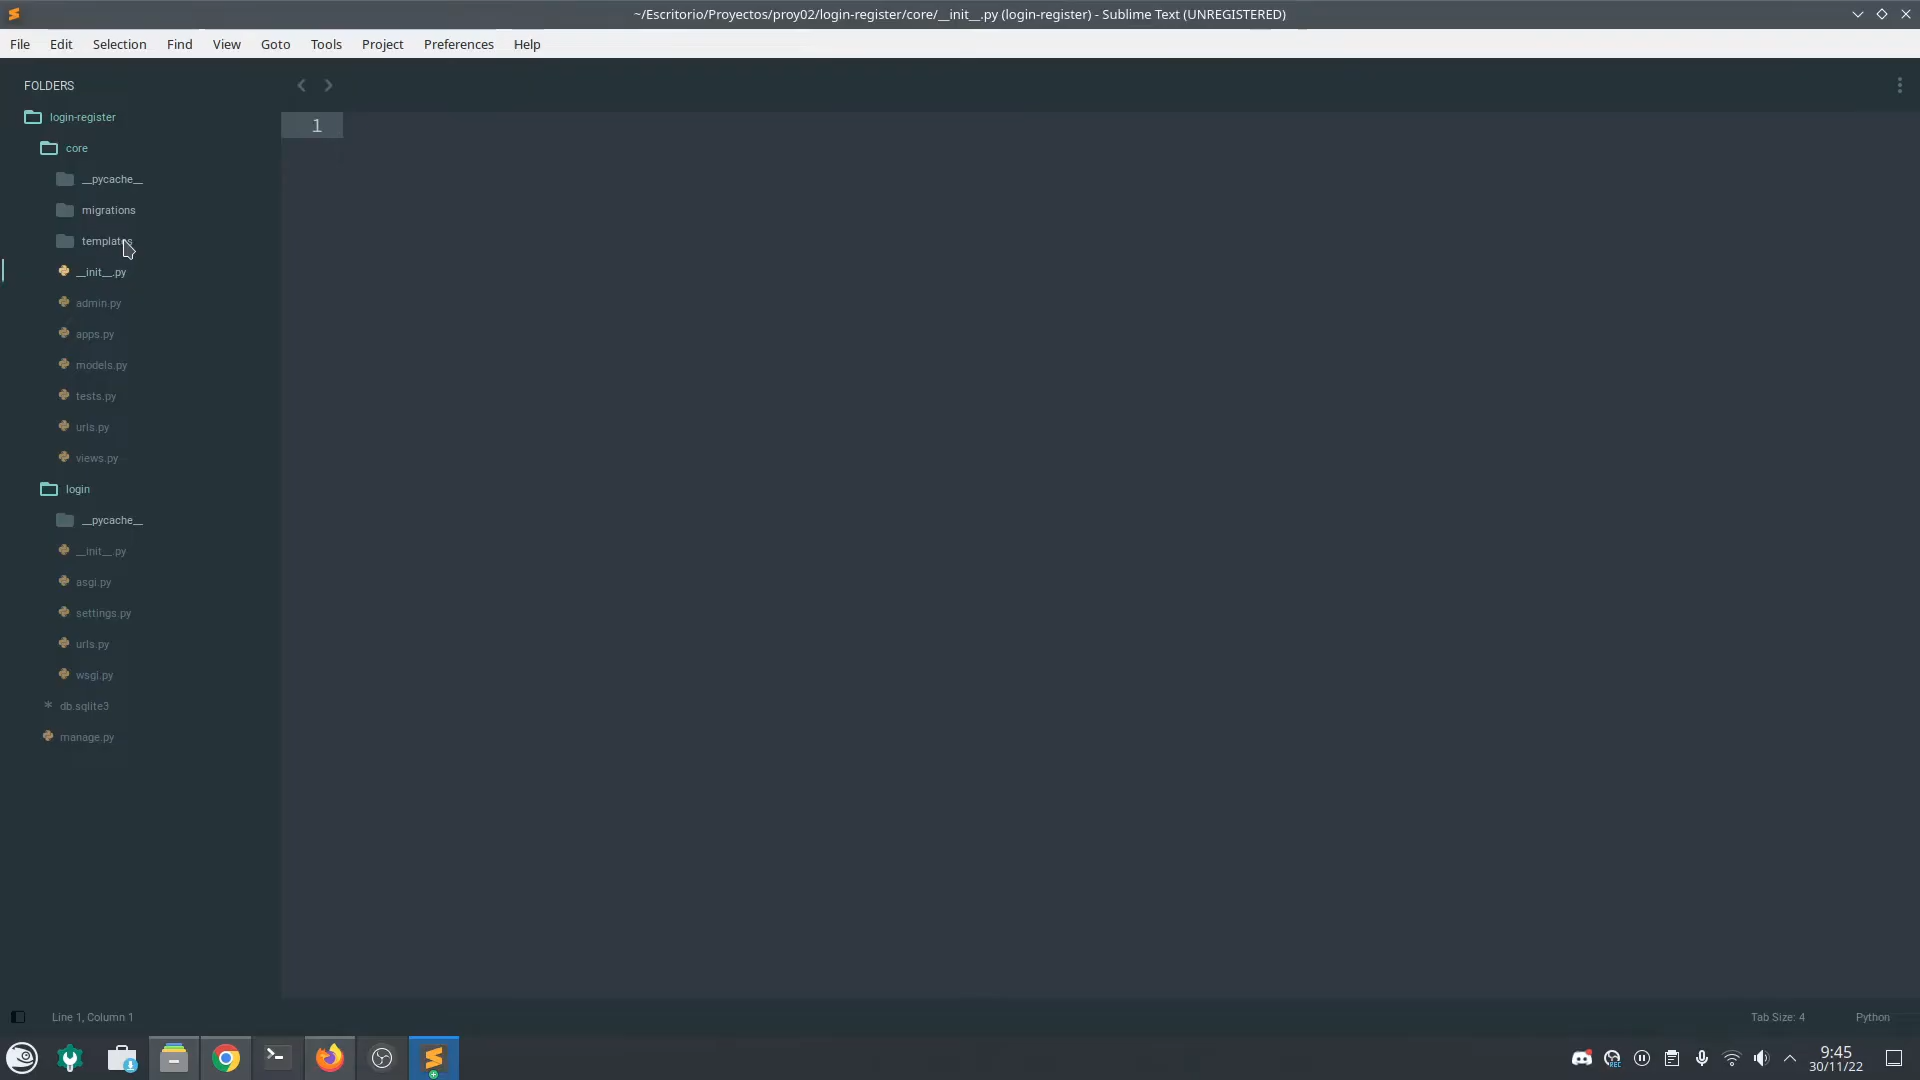 ~/Escritorio/Proyectos/proy02/login-register/core/__init__.py (login-register) - Sublime Text (UNREGISTERED)
File Edit Selection Find View Goto Tools Project Preferences Help
FOLDERS
login-register
core
__pycache__
migrations
templates
__init__.py
admin.py
apps.py
models.py
tests.py
urls.py
views.py
login
__pycache__
__init__.py
asgi.py
settings.py
urls.py
wsgi.py
db.sqlite3
manage.py
1
Line 1, Column 1
Tab Size: 4
Python
REC
9:45
30/11/22